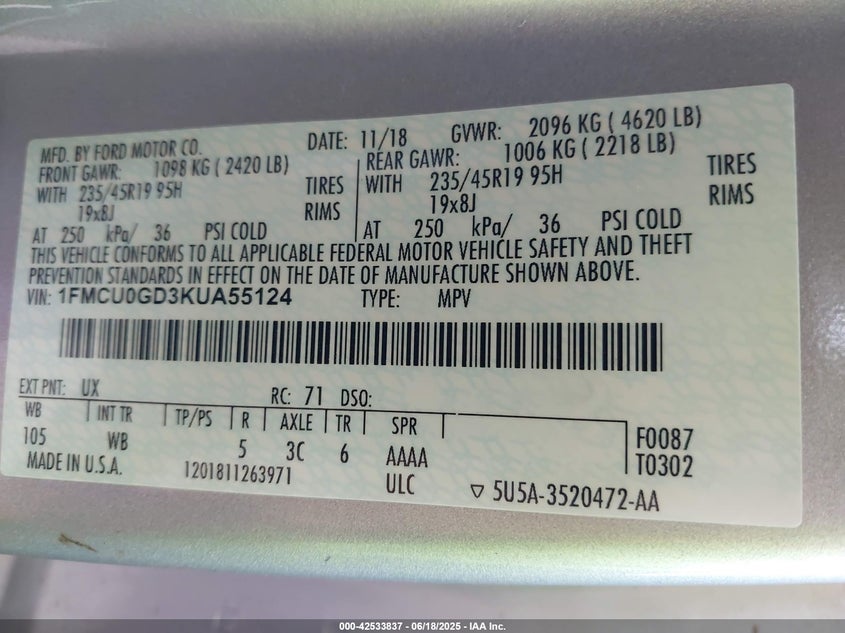 MFD. BY FORD MOTOR CO. DATE: 11/18 GVWR: 2096 KG ( 4620 LB)
FRONT GAWR: 1098 KG ( 2420 LB) REAR GAWR: 1006 KG ( 2218 LB)
WITH 235/45R19 95H TIRES WITH 235/45R19 95H TIRES
19x8J RIMS 19x8J RIMS
AT 250 kPa/ 36 PSI COLD AT 250 kPa/ 36 PSI COLD
THIS VEHICLE CONFORMS TO ALL APPLICABLE FEDERAL MOTOR VEHICLE SAFETY AND THEFT
PREVENTION STANDARDS IN EFFECT ON THE DATE OF MANUFACTURE SHOWN ABOVE.
VIN: 1FMCU0GD3KUA55124 TYPE: MPV
EXT PNT: UX RC: 71 DSO:
WB INT TR TP/PS R AXLE TR SPR
105 WB 5 3C 6 AAAA F0087
MADE IN U.S.A. 1201811263971 ULC T0302
5U5A-3520472-AA
000-42533837 - 06/18/2025 - IAA Inc.